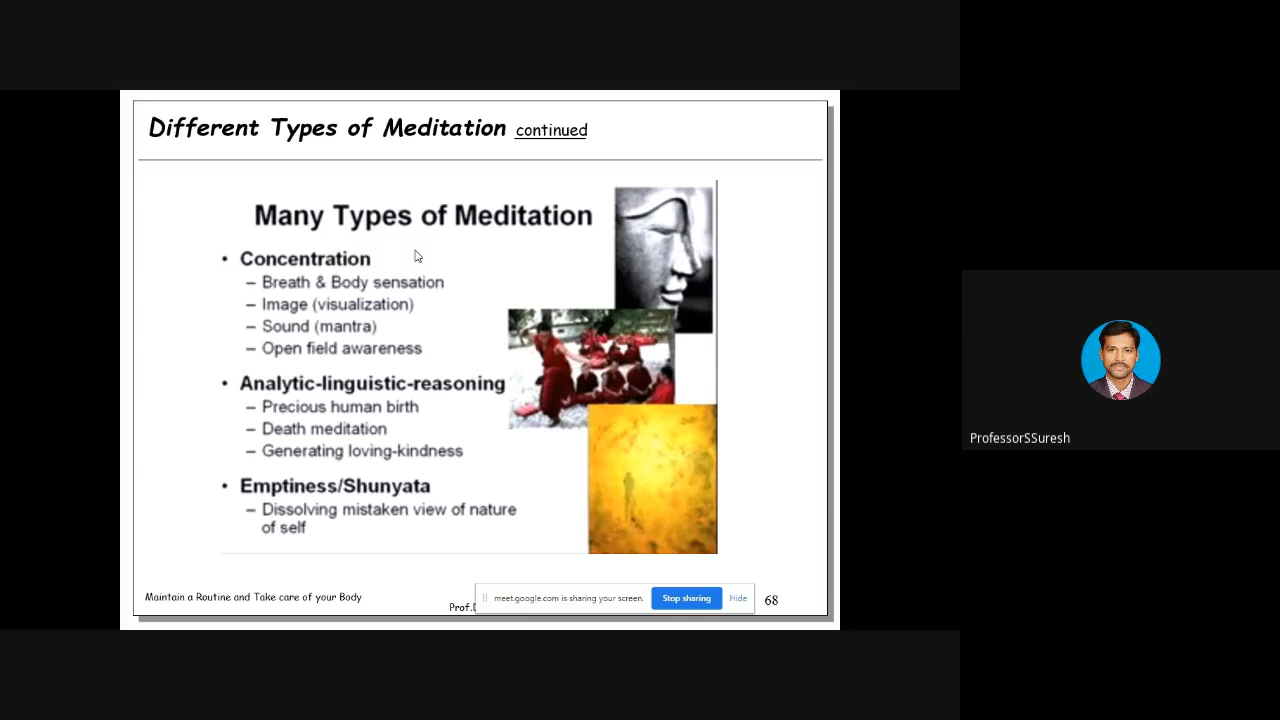 Different Types of Meditation continued
Many Types of Meditation
• Concentration
– Breath & Body sensation
– Image (visualization)
– Sound (mantra)
– Open field awareness
• Analytic-linguistic-reasoning
– Precious human birth
– Death meditation
– Generating loving-kindness
• Emptiness/Shunyata
– Dissolving mistaken view of nature
of self
Maintain a Routine and Take care of your Body
Prof.
meet.google.com is sharing your screen.
Stop sharing
Hide
68
ProfessorSSuresh